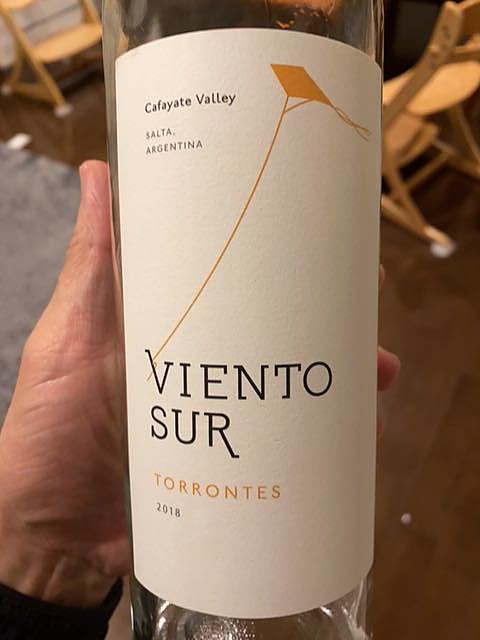 Cafayate Valley
SALTA,
ARGENTINA
VIENTO
SUR
TORRONTES
2018